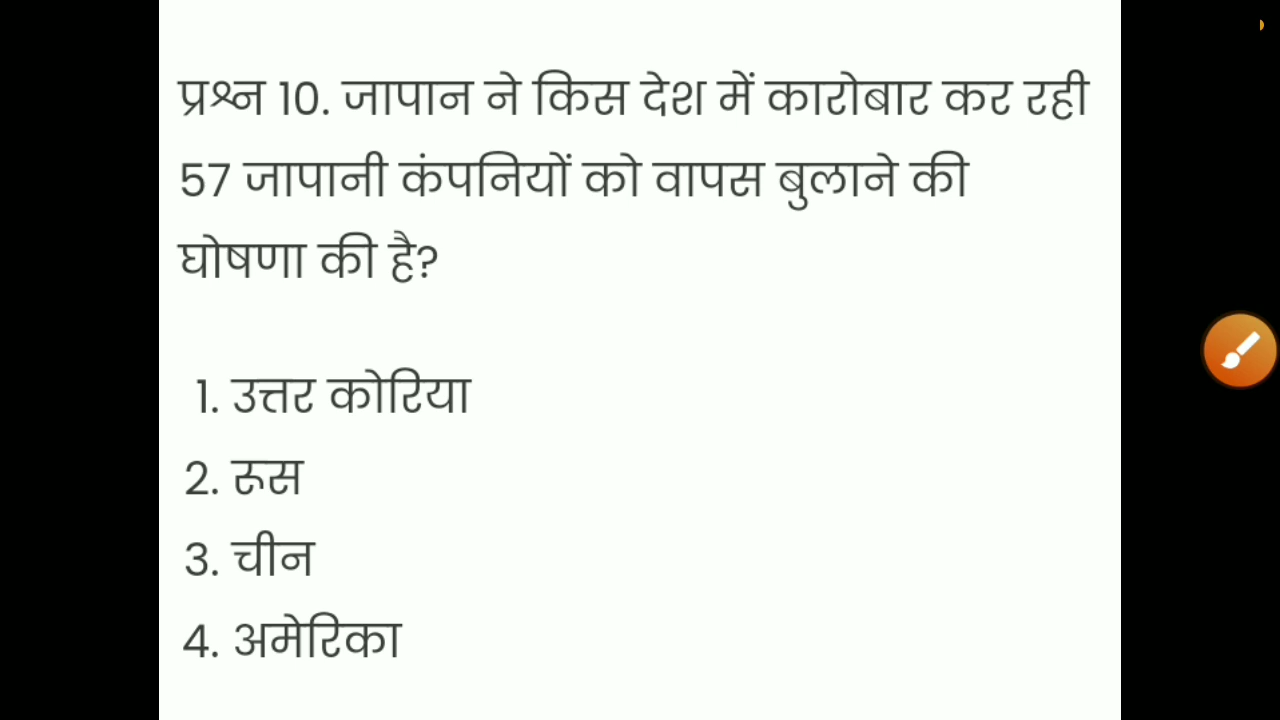 प्रश्न 10. जापान ने किस देश में कारोबार कर रही
57 जापानी कंपनियों को वापस बुलाने की
घोषणा की है?
1. उत्तर कोरिया
2. रूस
3. चीन
4. अमेरिका